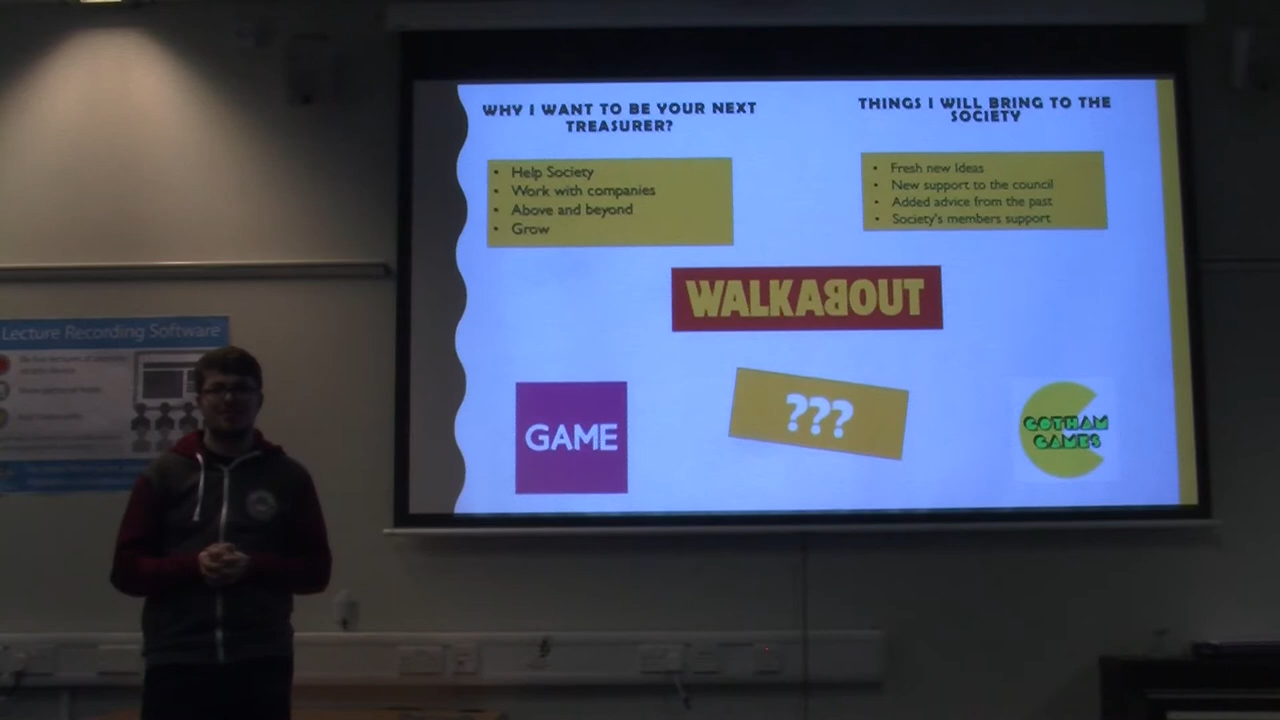 WHY I WANT TO BE YOUR NEXT
TREASURER?
• Help Society
• Work with companies
• Above and beyond
• Grow
THINGS I WILL BRING TO THE
SOCIETY
• Fresh new Ideas
• New support to the council
• Added advice from the past
• Society's members support
WALKABOUT
GAME
???
GOTHAM
GAMES
Lecture Recording Software